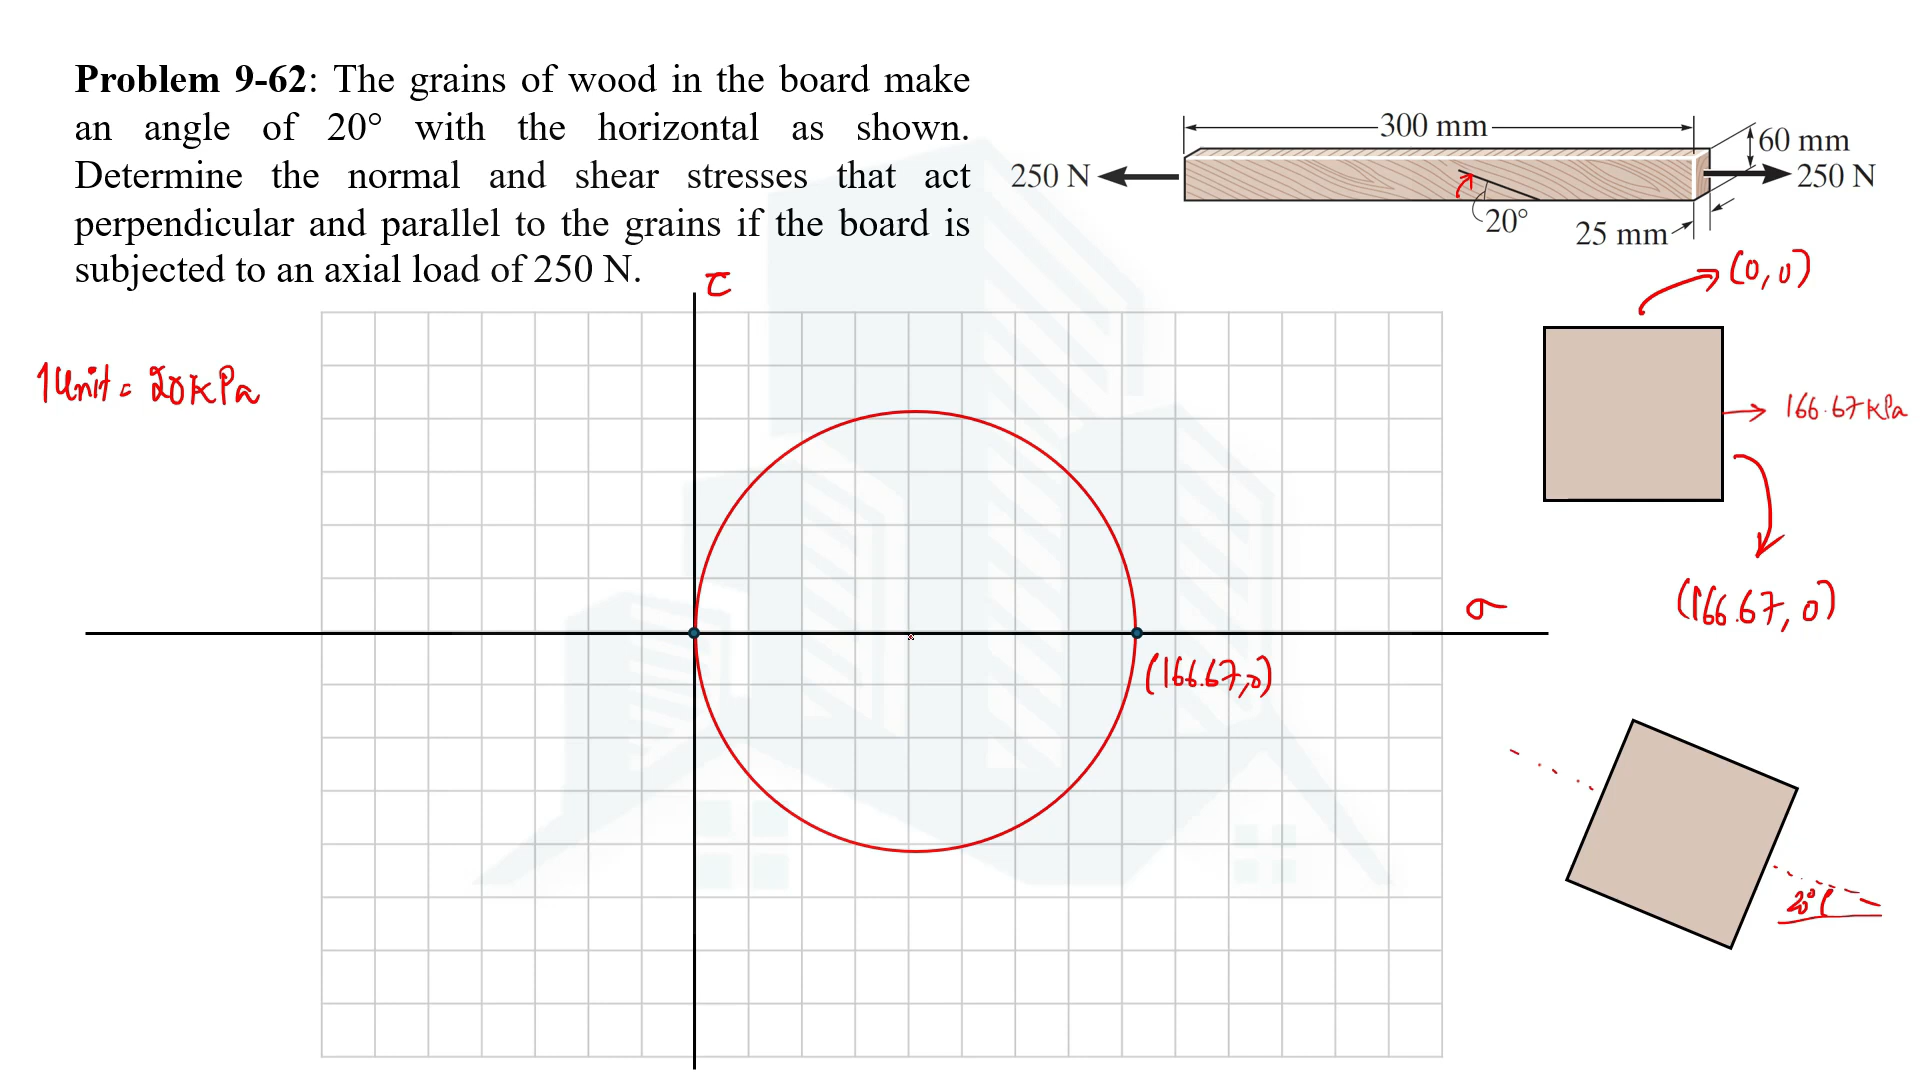 Problem 9-62: The grains of wood in the board make
an angle of 20° with the horizontal as shown.
Determine the normal and shear stresses that act
perpendicular and parallel to the grains if the board is
subjected to an axial load of 250 N.
300 mm
60 mm
250 N
250 N
20°
25 mm
τ
(0,0)
1 Unit = 20 kPa
166.67 kPa
σ
(166.67, 0)
(166.67,0)
20°